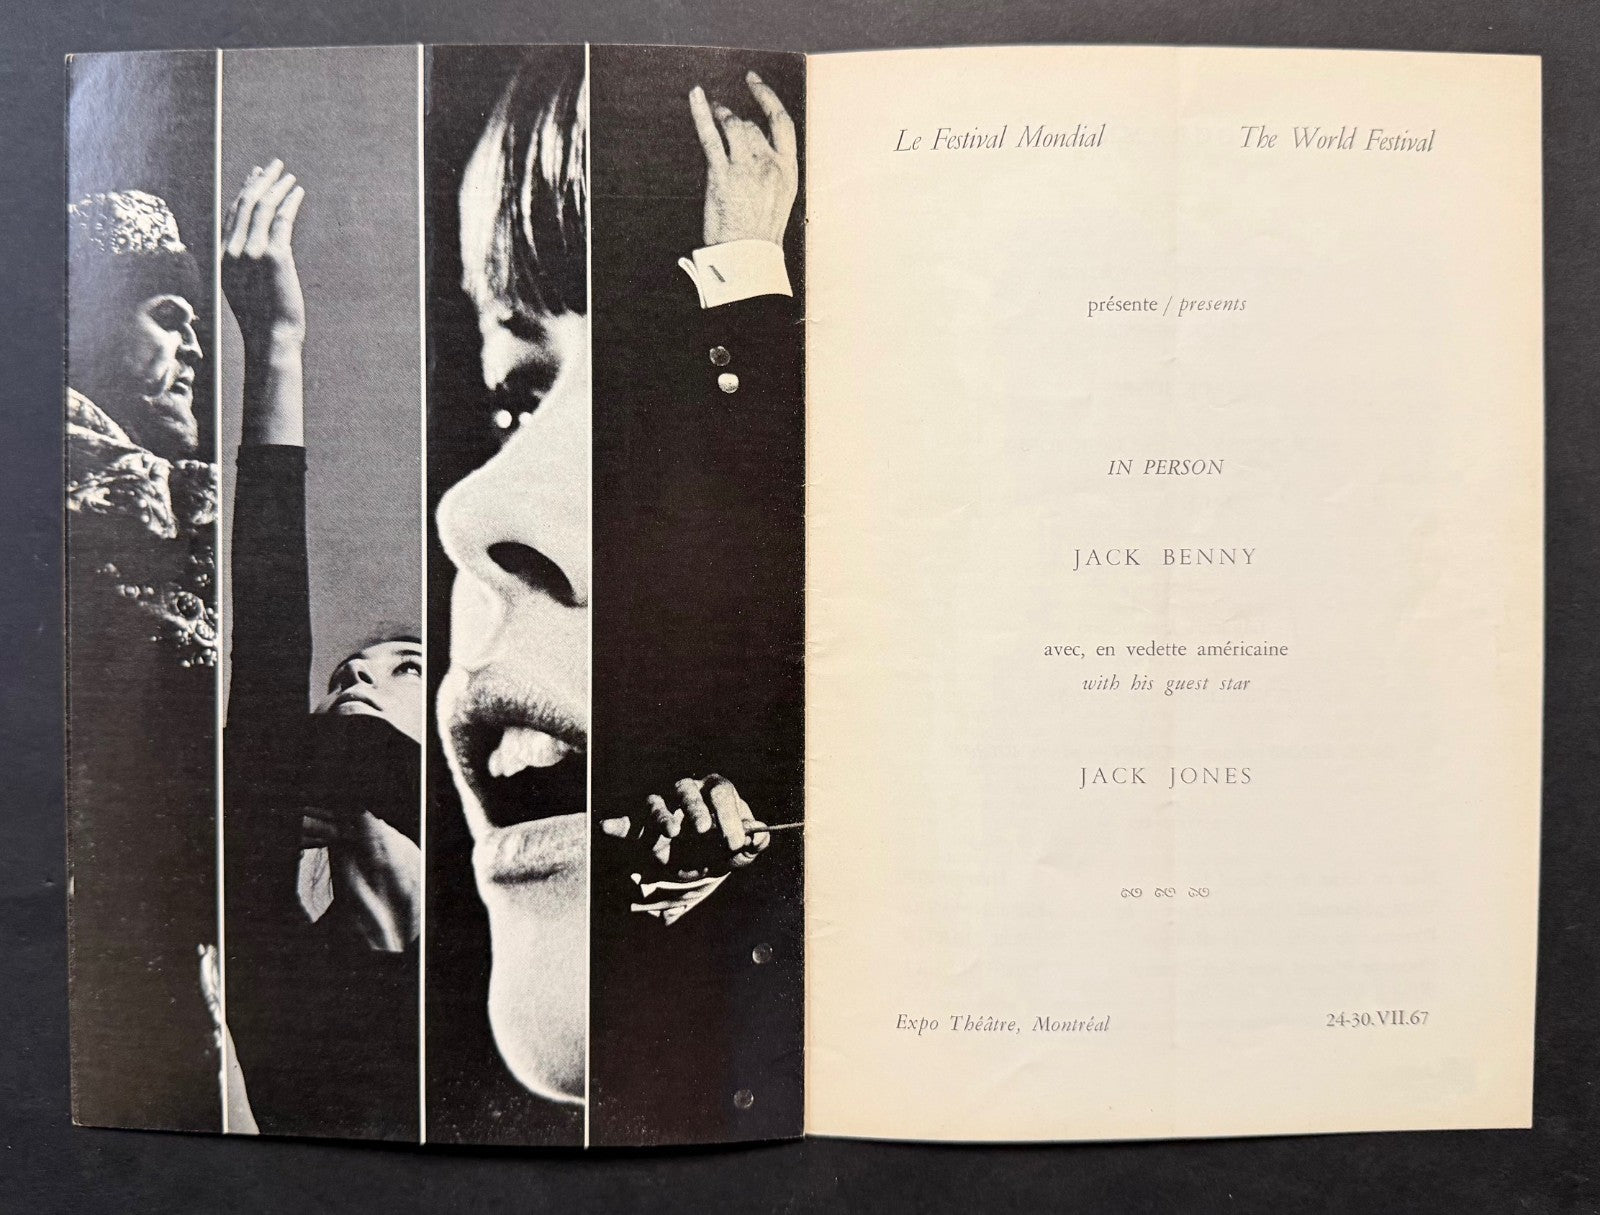 Le Festival Mondial
The World Festival
présente / presents
IN PERSON
JACK BENNY
avec, en vedette américaine
with his guest star
JACK JONES
Expo Théâtre, Montréal
24-30.VII.67